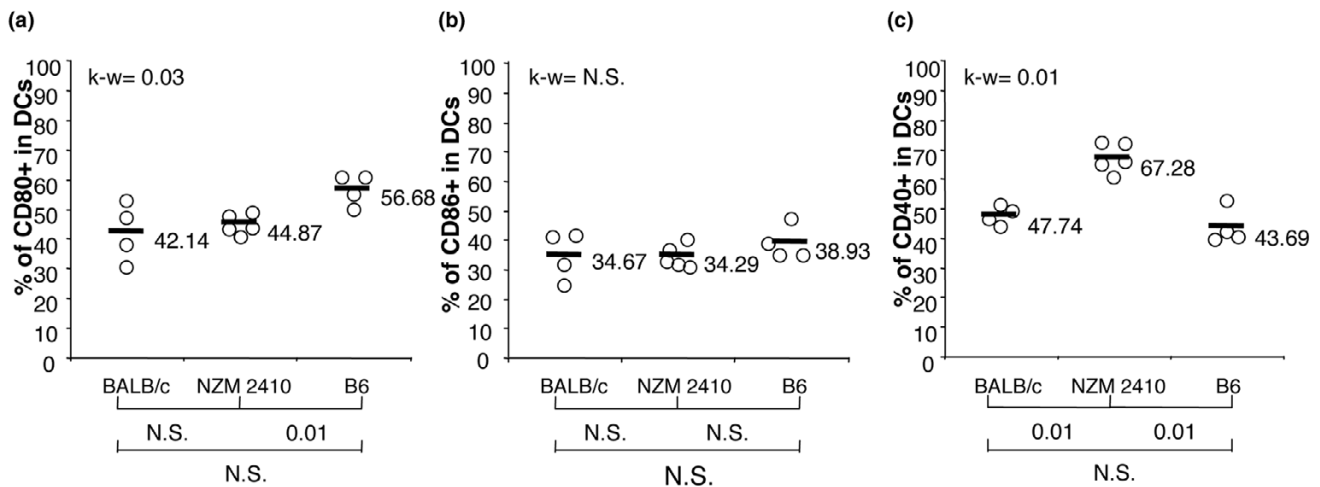 (a)
% of CD80+ in DCs
100
90
80
70
60
50
40
30
20
10
0
k-w= 0.03
42.14
44.87
56.68
BALB/c NZM 2410 B6
N.S. 0.01
N.S.
(b)
% of CD86+ in DCs
100
90
80
70
60
50
40
30
20
10
0
k-w= N.S.
34.67
34.29
38.93
BALB/c NZM 2410 B6
N.S. N.S.
N.S.
(c)
% of CD40+ in DCs
100
90
80
70
60
50
40
30
20
10
0
k-w= 0.01
47.74
67.28
43.69
BALB/c NZM 2410 B6
0.01 0.01
N.S.